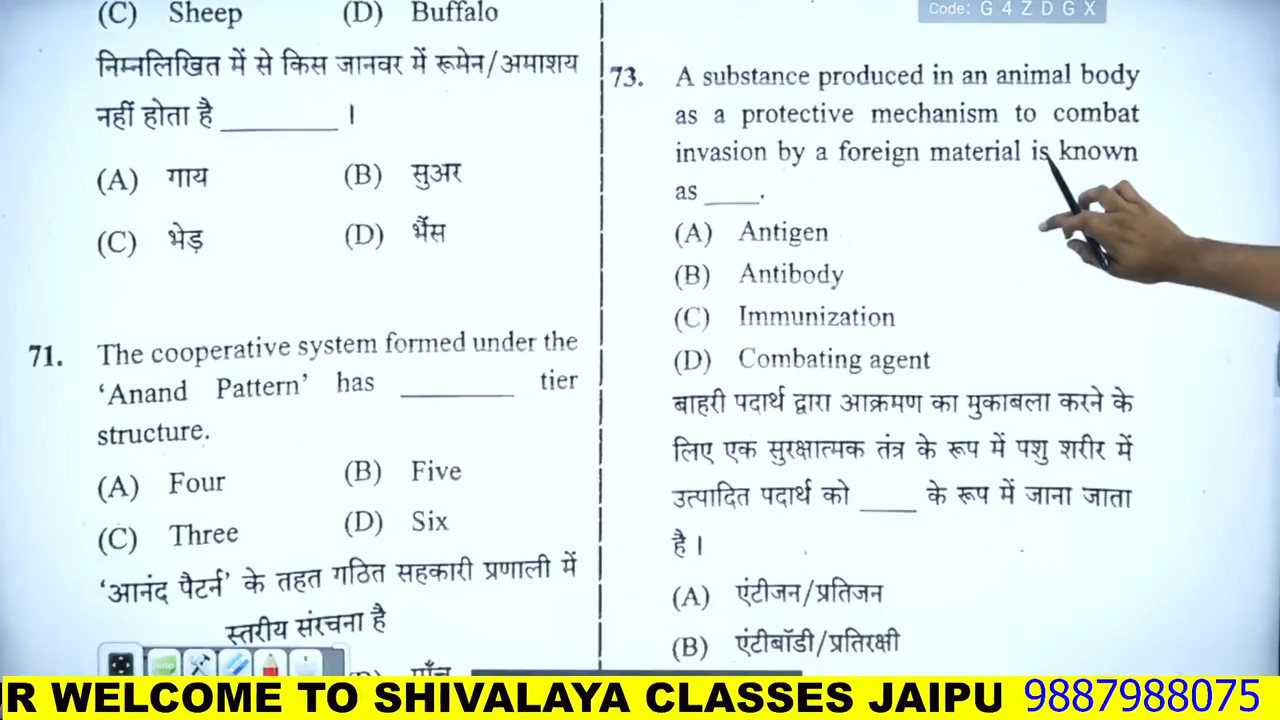 (C) Sheep (D) Buffalo
निम्नलिखित में से किस जानवर में रूमेन/अमाशय
नहीं होता है ________ ।
(A) गाय (B) सुअर
(C) भेड़ (D) भैंस
71. The cooperative system formed under the
‘Anand Pattern’ has ________ tier
structure.
(A) Four (B) Five
(C) Three (D) Six
‘आनंद पैटर्न’ के तहत गठित सहकारी प्रणाली में
स्तरीय संरचना है
पाँच
Code: G 4 Z D G X
73. A substance produced in an animal body
as a protective mechanism to combat
invasion by a foreign material is known
as ____.
(A) Antigen
(B) Antibody
(C) Immunization
(D) Combating agent
बाहरी पदार्थ द्वारा आक्रमण का मुकाबला करने के
लिए एक सुरक्षात्मक तंत्र के रूप में पशु शरीर में
उत्पादित पदार्थ को ____ के रूप में जाना जाता
है ।
(A) एंटीजन/प्रतिजन
(B) एंटीबॉडी/प्रतिरक्षी
R WELCOME TO SHIVALAYA CLASSES JAIPU 9887988075